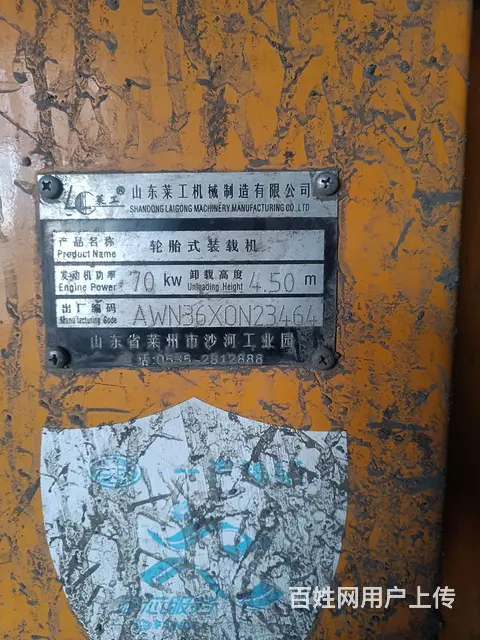 莱工® 山东莱工机械制造有限公司
SHANDONG LAIGONG MACHINERY MANUFACTURING CO.,LTD
产品名称 轮胎式装载机
Product Name
发动机功率 70 kw 卸载高度 4.50 m
Engine Power Unloading Height
出厂编码 AWN36X0N23464
Manufacturing Code
山东省莱州市沙河工业园
电话:0535-2812888
百姓网用户上传